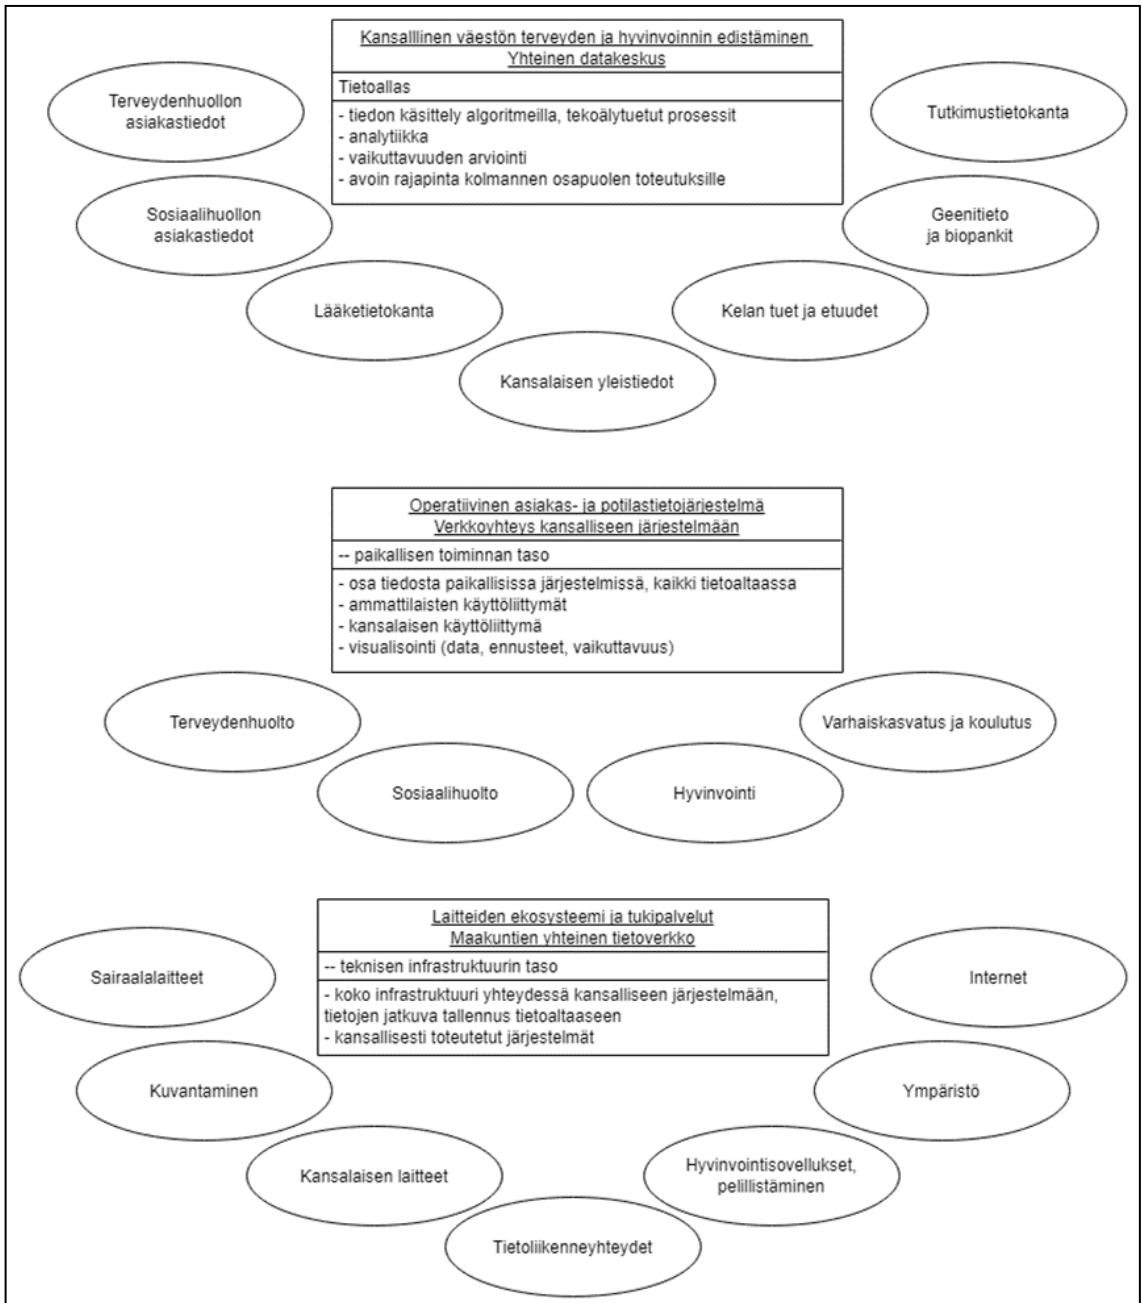 Kansalllinen väestön terveyden ja hyvinvoinnin edistäminen
Yhteinen datakeskus
Tietoallas
- tiedon käsittely algoritmeilla, tekoälytuetut prosessit
- analytiikka
- vaikuttavuuden arviointi
- avoin rajapinta kolmannen osapuolen toteutuksille
Terveydenhuollon
asiakastiedot
Sosiaalihuollon
asiakastiedot
Lääketietokanta
Kansalaisen yleistiedot
Kelan tuet ja etuudet
Geenitieto
ja biopankit
Tutkimustietokanta
Operatiivinen asiakas- ja potilastietojärjestelmä
Verkkoyhteys kansalliseen järjestelmään
-- paikallisen toiminnan taso
- osa tiedosta paikallisissa järjestelmissä, kaikki tietoaltaassa
- ammattilaisten käyttöliittymät
- kansalaisen käyttöliittymä
- visualisointi (data, ennusteet, vaikuttavuus)
Terveydenhuolto
Sosiaalihuolto
Hyvinvointi
Varhaiskasvatus ja koulutus
Laitteiden ekosysteemi ja tukipalvelut
Maakuntien yhteinen tietoverkko
-- teknisen infrastruktuurin taso
- koko infrastruktuuri yhteydessä kansalliseen järjestelmään,
tietojen jatkuva tallennus tietoaltaaseen
- kansallisesti toteutetut järjestelmät
Sairaalalaitteet
Kuvantaminen
Kansalaisen laitteet
Tietoliikenneyhteydet
Hyvinvointisovellukset,
pelillistäminen
Ympäristö
Internet